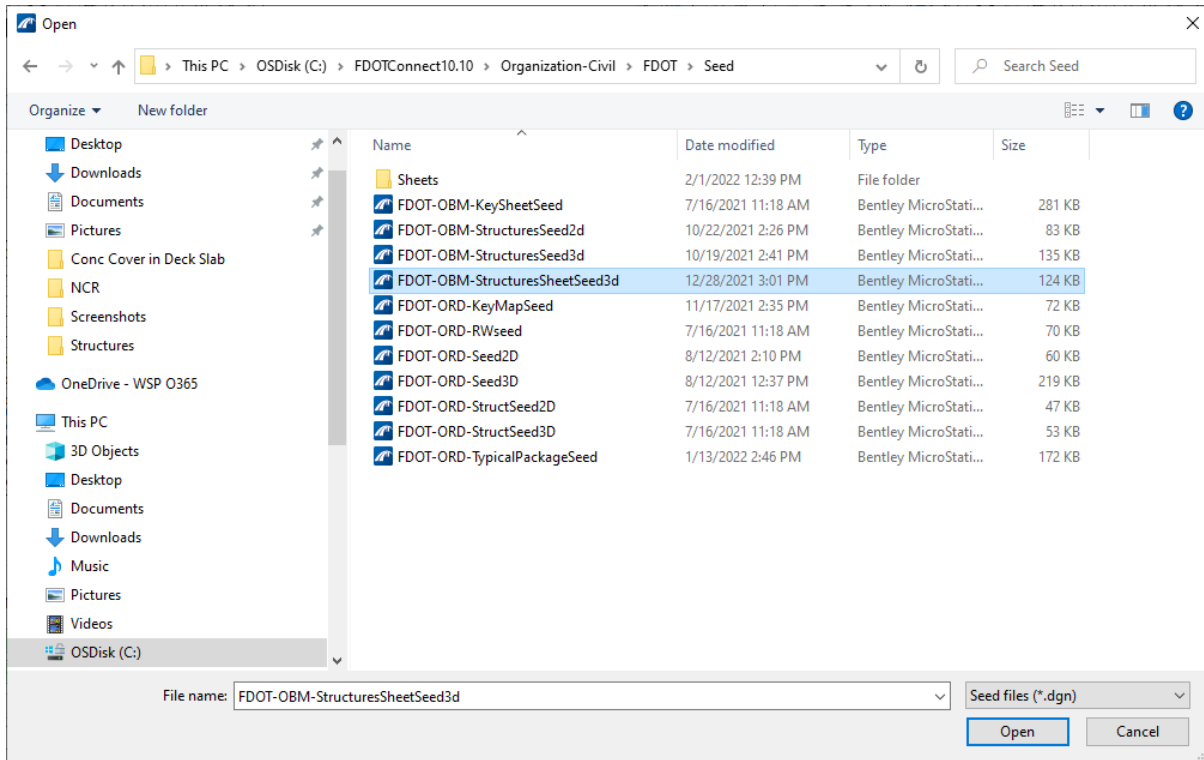 Open
This PC > OSDisk (C:) > FDOTConnect10.10 > Organization-Civil > FDOT > Seed
Search Seed
Organize
New folder
Desktop
Downloads
Documents
Pictures
Conc Cover in Deck Slab
NCR
Screenshots
Structures
OneDrive - WSP O365
This PC
3D Objects
Desktop
Documents
Downloads
Music
Pictures
Videos
OSDisk (C:)
Name Date modified Type Size
Sheets 2/1/2022 12:39 PM File folder
FDOT-OBM-KeySheetSeed 7/16/2021 11:18 AM Bentley MicroStati... 281 KB
FDOT-OBM-StructuresSeed2d 10/22/2021 2:26 PM Bentley MicroStati... 83 KB
FDOT-OBM-StructuresSeed3d 10/19/2021 2:41 PM Bentley MicroStati... 135 KB
FDOT-OBM-StructuresSheetSeed3d 12/28/2021 3:01 PM Bentley MicroStati... 124 KB
FDOT-ORD-KeyMapSeed 11/17/2021 2:35 PM Bentley MicroStati... 72 KB
FDOT-ORD-RWseed 7/16/2021 11:18 AM Bentley MicroStati... 70 KB
FDOT-ORD-Seed2D 8/12/2021 2:10 PM Bentley MicroStati... 60 KB
FDOT-ORD-Seed3D 8/12/2021 12:37 PM Bentley MicroStati... 219 KB
FDOT-ORD-StructSeed2D 7/16/2021 11:18 AM Bentley MicroStati... 47 KB
FDOT-ORD-StructSeed3D 7/16/2021 11:18 AM Bentley MicroStati... 53 KB
FDOT-ORD-TypicalPackageSeed 1/13/2022 2:46 PM Bentley MicroStati... 172 KB
File name: FDOT-OBM-StructuresSheetSeed3d
Seed files (*.dgn)
Open
Cancel